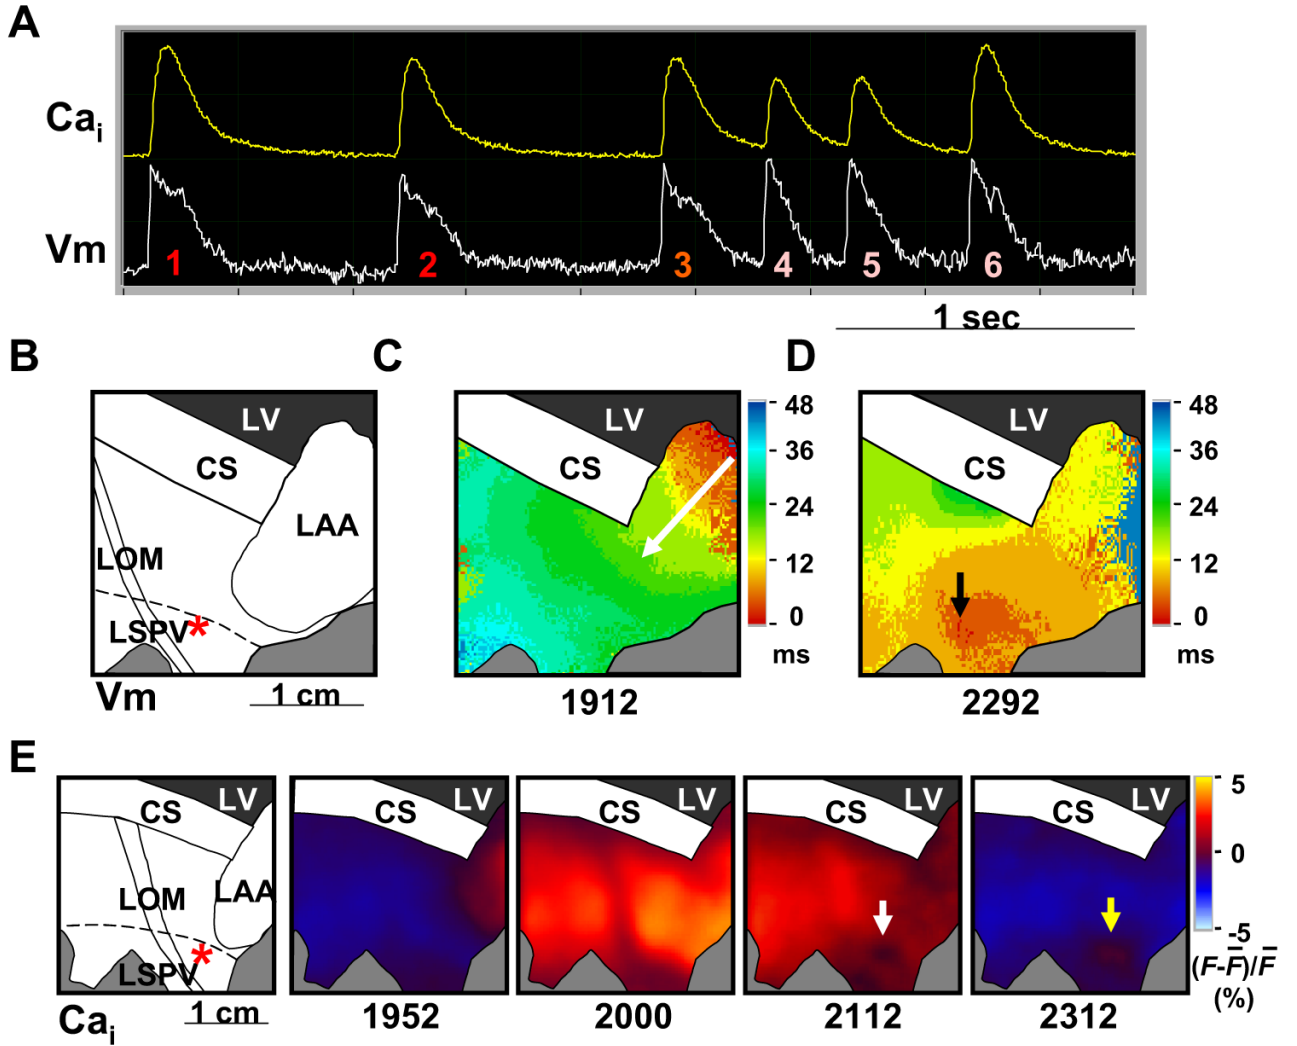 A
Cai
Vm
1 2 3 4 5 6
1 sec
B C D
LV
CS
LAA
LOM
LSPV*
Vm
1 cm
LV
CS
48
36
24
12
0
ms
1912
LV
CS
48
36
24
12
0
ms
2292
E
CS LV
LOM
LAA
LSPV*
Cai
1 cm
CS LV
1952
CS LV
2000
CS LV
2112
CS LV
2312
5
0
-5
(F-F̅)/F̅
(%)